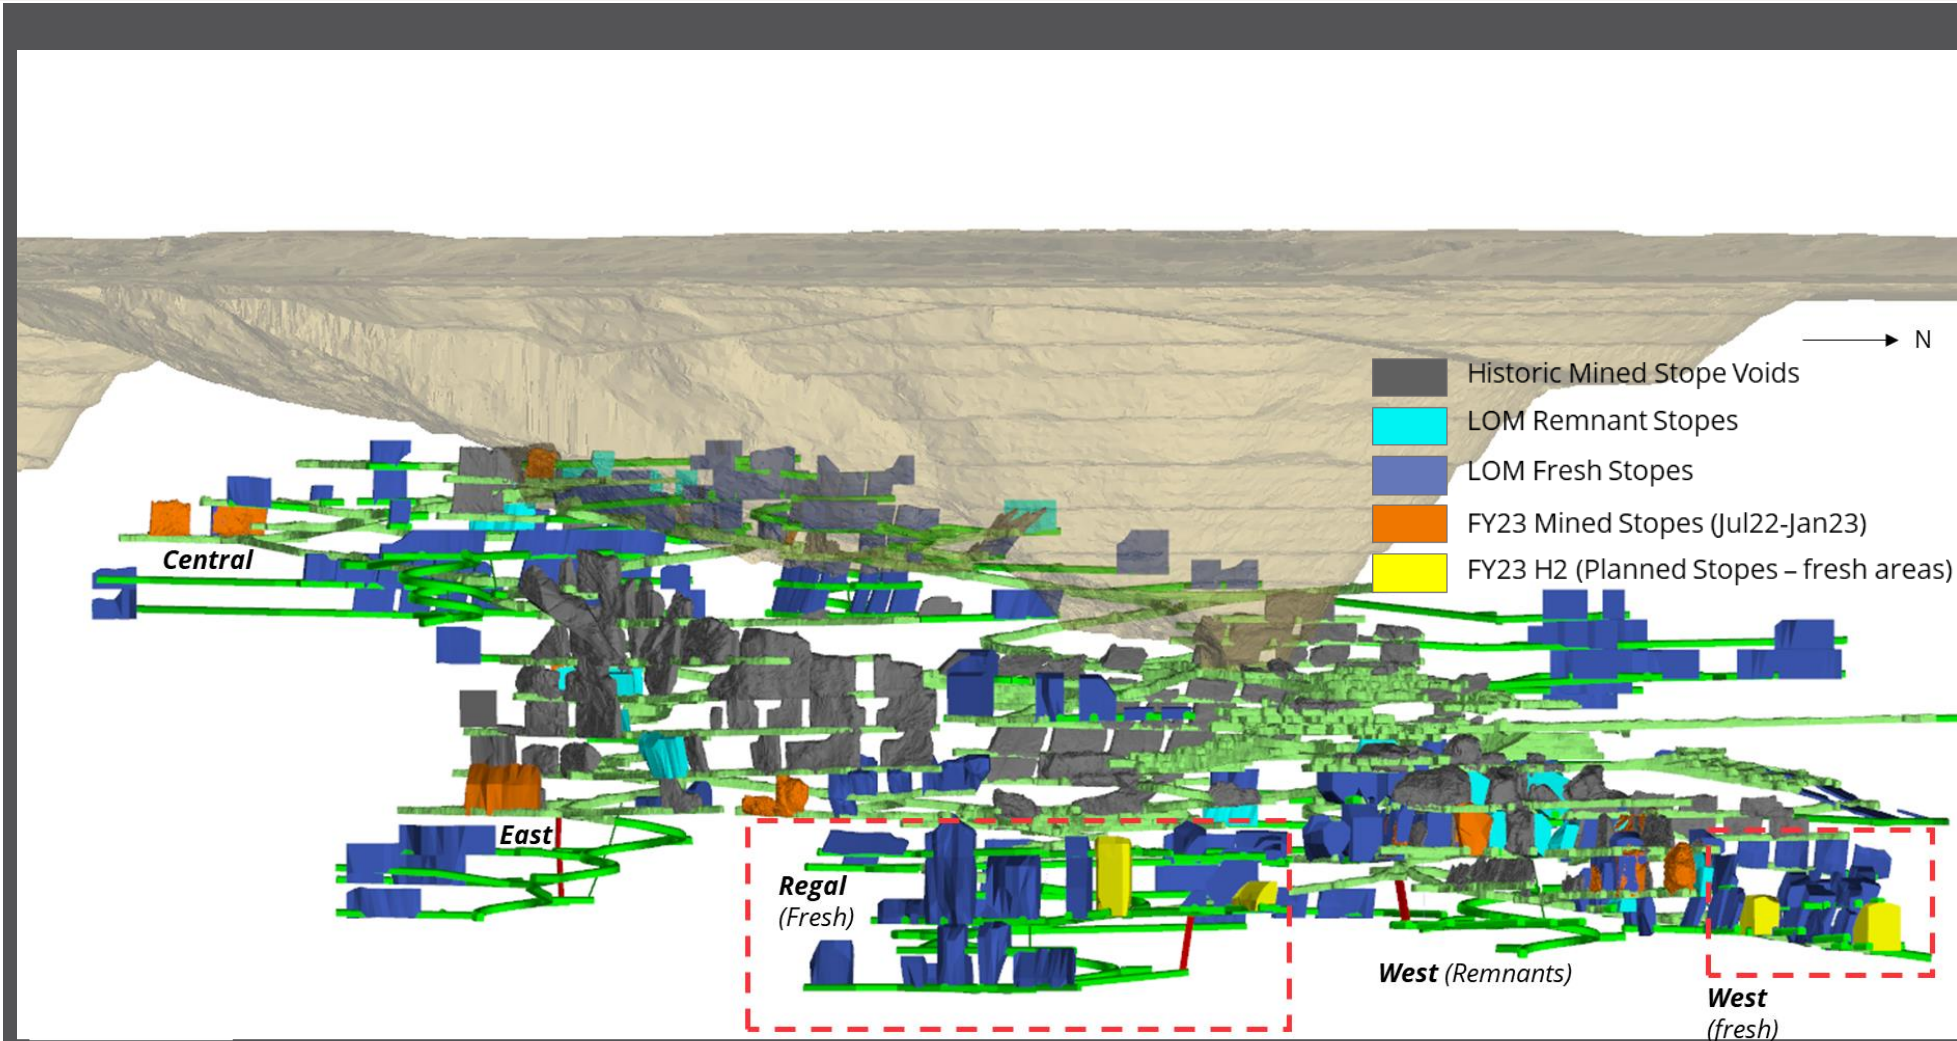 N
Historic Mined Stope Voids
LOM Remnant Stopes
LOM Fresh Stopes
FY23 Mined Stopes (Jul22-Jan23)
FY23 H2 (Planned Stopes – fresh areas)
Central
East
Regal
(Fresh)
West (Remnants)
West
(fresh)